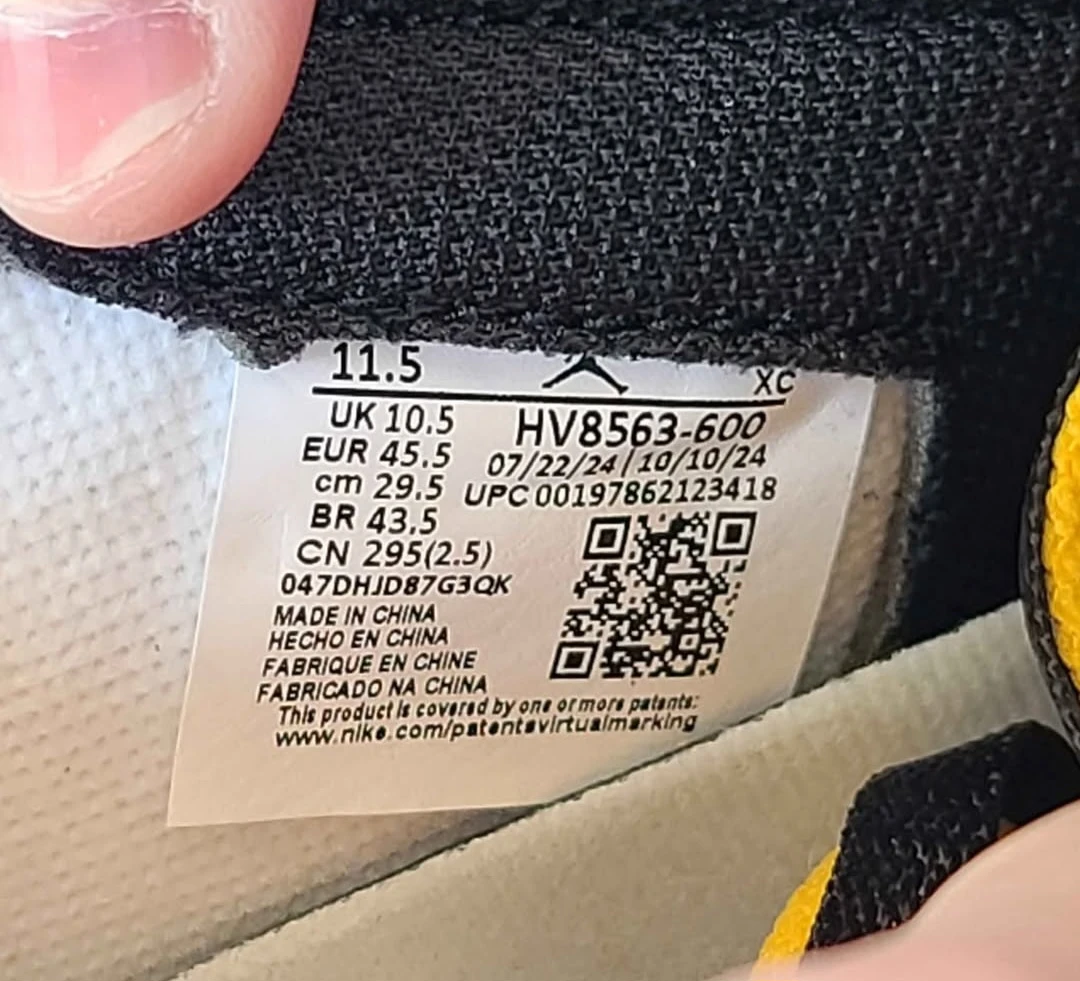 11.5
XC
UK 10.5
HV8563-600
EUR 45.5
07/22/24 | 10/10/24
cm 29.5
UPC 00197862123418
BR 43.5
CN 295(2.5)
047DHJD87G3QK
MADE IN CHINA
HECHO EN CHINA
FABRIQUE EN CHINE
FABRICADO NA CHINA
This product is covered by one or more patents:
www.nike.com/patentsvirtualmarking